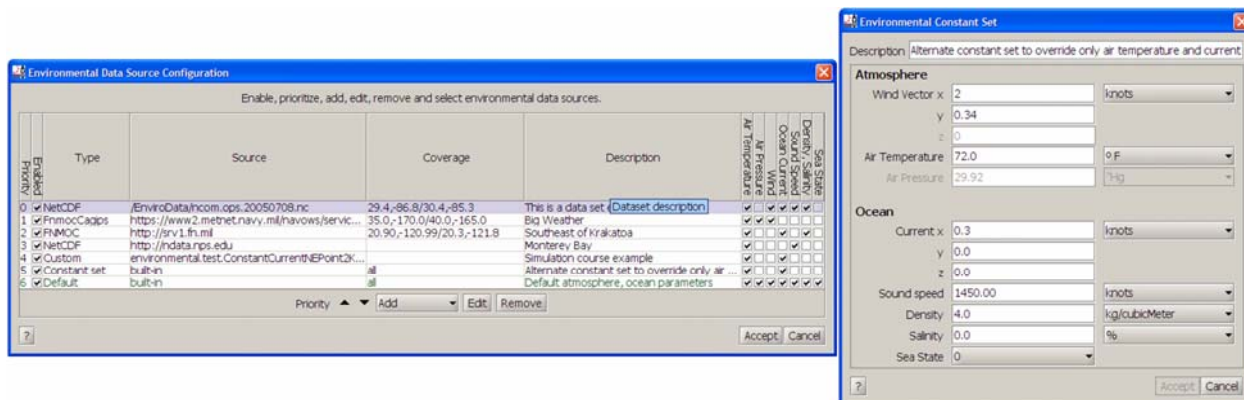 Environmental Data Source Configuration
Enable, prioritize, add, edit, remove and select environmental data sources.
Priority Enabled Type Source Coverage Description Air Temperature Air Pressure Wind Ocean Current Sound Speed Density, Salinity Sea State
0 NetCDF /EnviroData/ncom.ops.20050708.nc 29.4,-86.8/30.4,-85.3 This is a data set Dataset description
1 FnmocCagips https://www2.metnet.navy.mil/navows/servic... 35.0,-170.0/40.0,-165.0 Big Weather
2 FNMOC http://srv1.fn.mil 20.90,-120.99/20.3,-121.8 Southeast of Krakatoa
3 NetCDF http://ndata.nps.edu Monterey Bay
4 Custom environmental.test.ConstantCurrentNEPoint2K... Simulation course example
5 Constant set built-in all Alternate constant set to override only air ...
6 Default built-in all Default atmosphere, ocean parameters
Priority Add Edit Remove
? Accept Cancel
Environmental Constant Set
Description Alternate constant set to override only air temperature and current
Atmosphere
Wind Vector x 2 knots
y 0.34
z 0
Air Temperature 72.0 º F
Air Pressure 29.92 "Hg
Ocean
Current x 0.3 knots
y 0.0
z 0.0
Sound speed 1450.00 knots
Density 4.0 kg/cubicMeter
Salinity 0.0 %
Sea State 0
? Accept Cancel